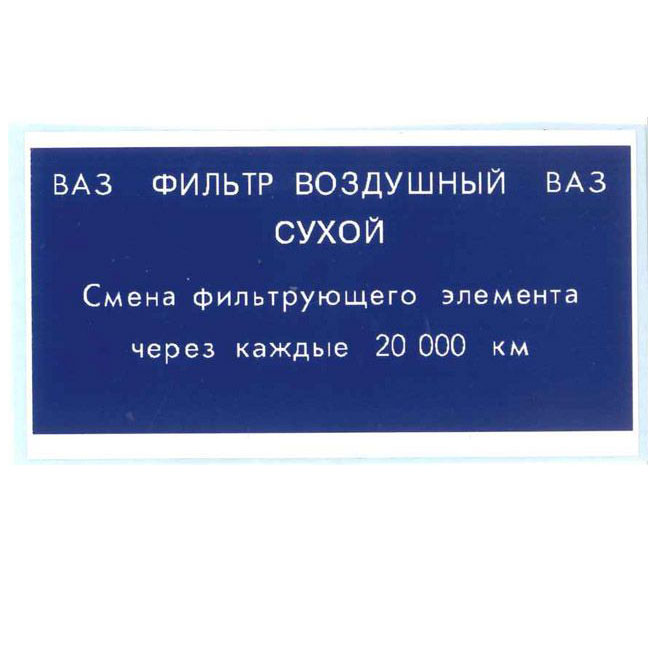 ВАЗ ФИЛЬТР ВОЗДУШНЫЙ ВАЗ
СУХОЙ
Смена фильтрующего элемента
через каждые 20 000 км